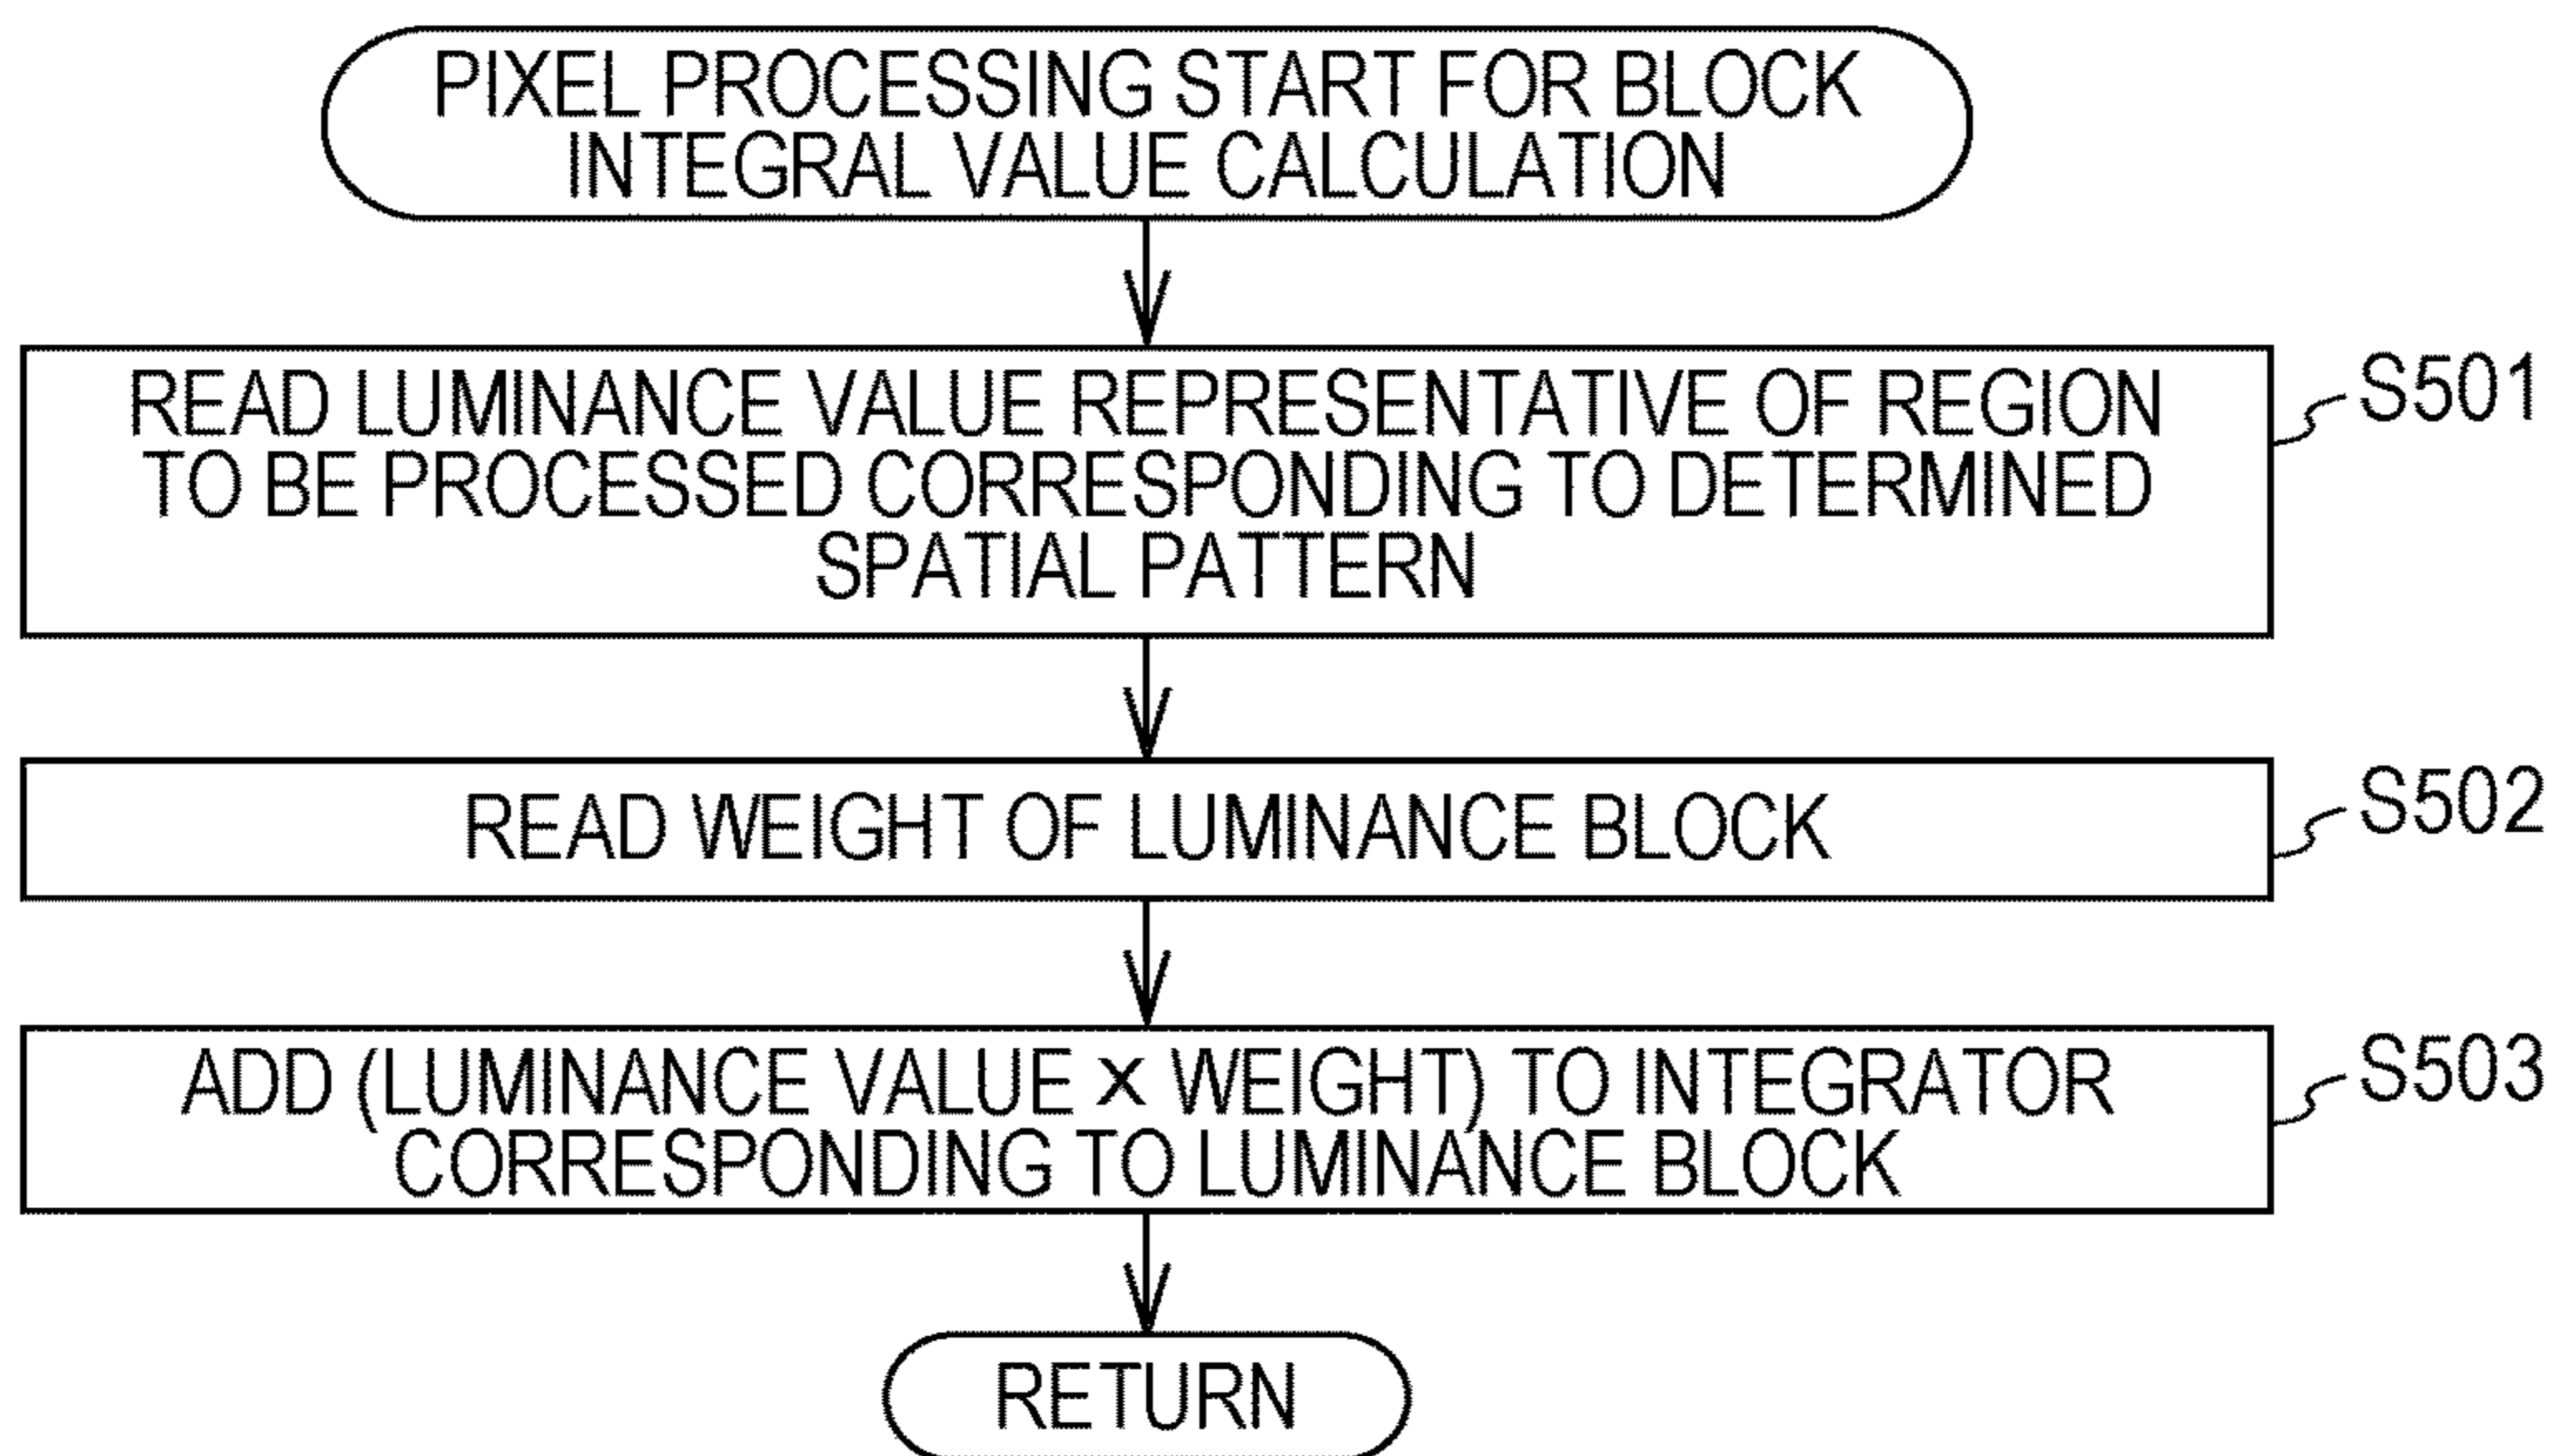 PIXEL PROCESSING START FOR BLOCK
INTEGRAL VALUE CALCULATION
READ LUMINANCE VALUE REPRESENTATIVE OF REGION
TO BE PROCESSED CORRESPONDING TO DETERMINED
SPATIAL PATTERN
S501
READ WEIGHT OF LUMINANCE BLOCK
S502
ADD (LUMINANCE VALUE × WEIGHT) TO INTEGRATOR
CORRESPONDING TO LUMINANCE BLOCK
S503
RETURN